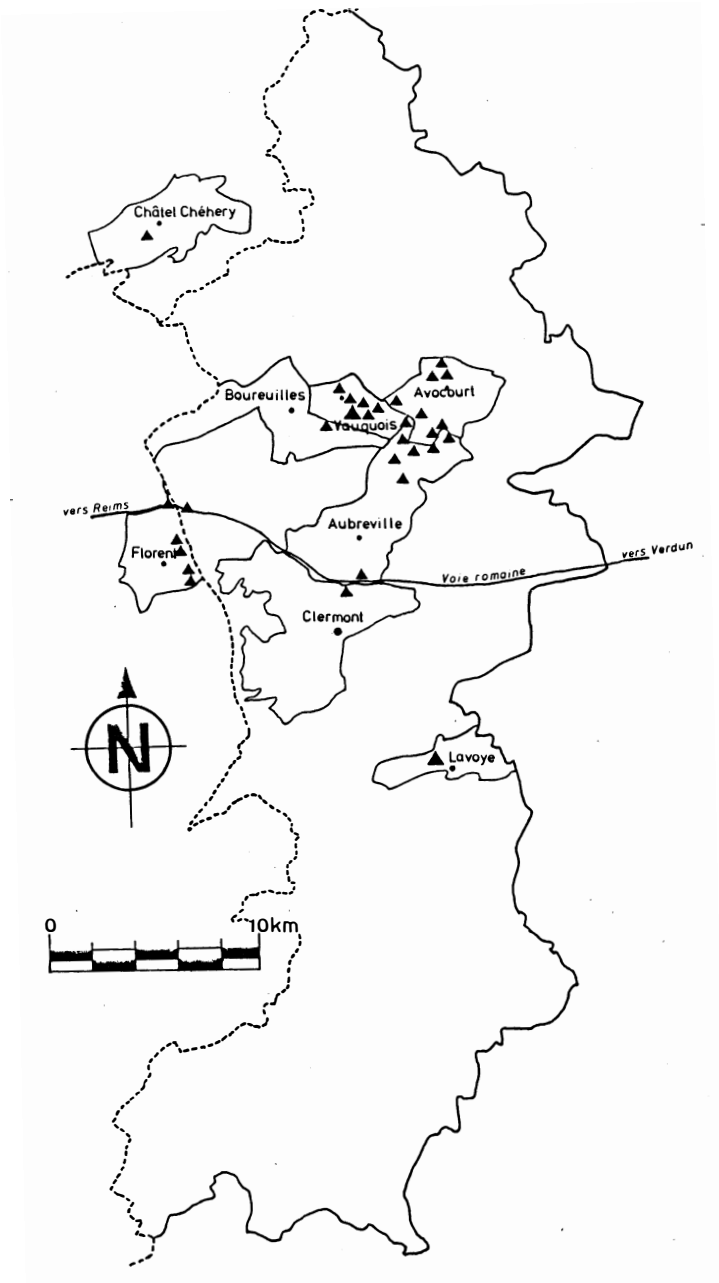 Châtel Chéhery
Boureuilles
Avocourt
Vauquois
vers Reims
Aubreville
Florent
vers Verdun
Voie romaine
Clermont
N
Lavoye
0 10km